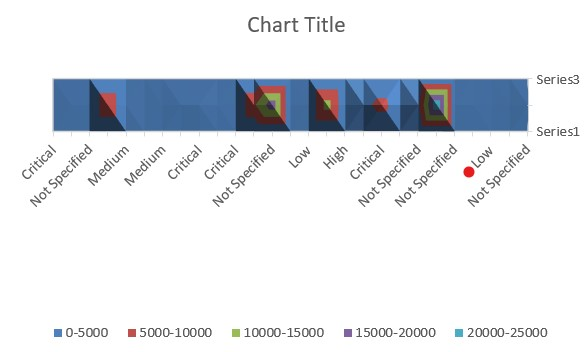 Chart Title
Series3
Series1
Critical
Not Specified
Medium
Medium
Critical
Critical
Not Specified
Low
High
Critical
Not Specified
Not Specified
Low
Not Specified
0-5000 5000-10000 10000-15000 15000-20000 20000-25000